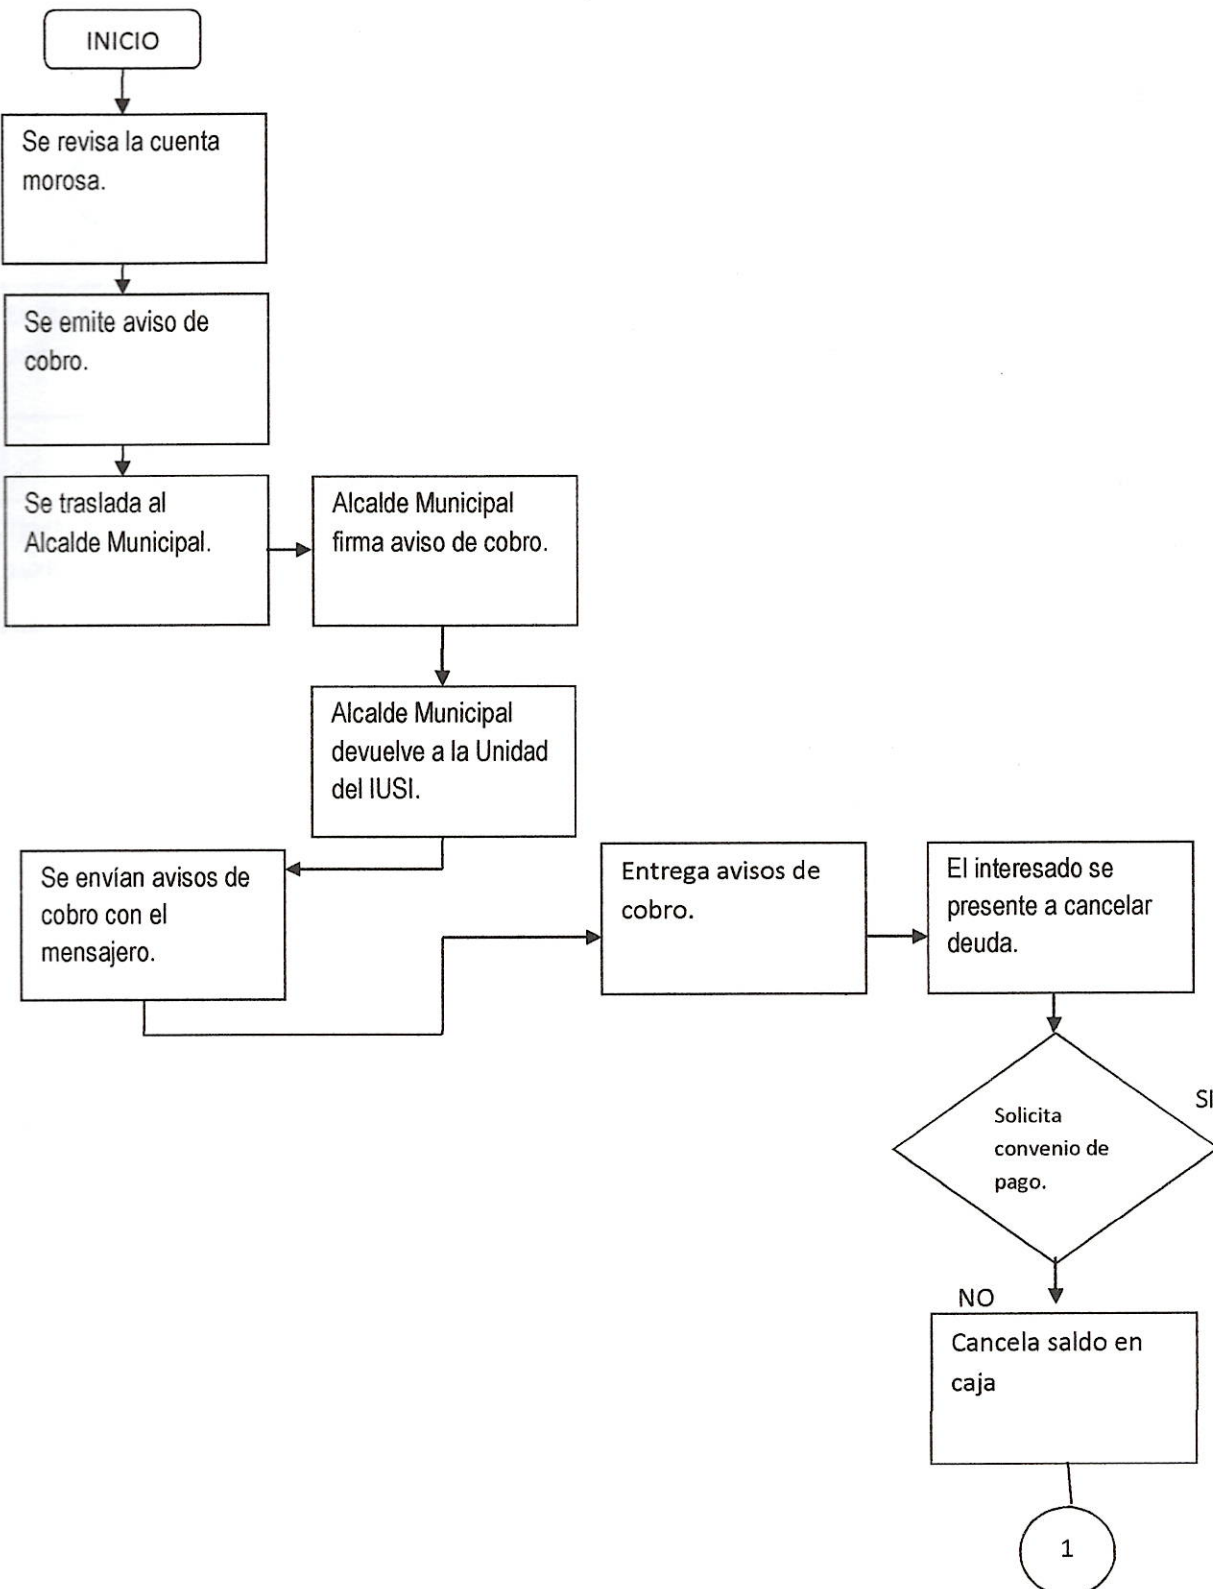 INICIO
Se revisa la cuenta
morosa.
Se emite aviso de
cobro.
Se traslada al
Alcalde Municipal.
Alcalde Municipal
firma aviso de cobro.
Alcalde Municipal
devuelve a la Unidad
del IUSI.
Se envían avisos de
cobro con el
mensajero.
Entrega avisos de
cobro.
El interesado se
presente a cancelar
deuda.
Solicita
convenio de
pago.
SI
NO
Cancela saldo en
caja
1